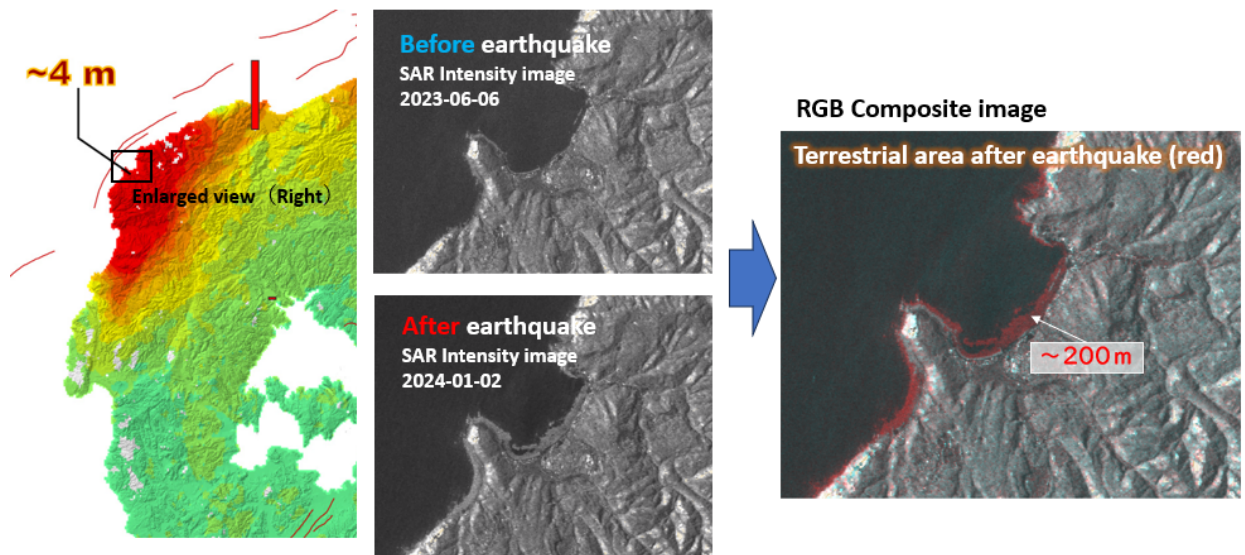 ~4 m
Enlarged view（Right）
Before earthquake
SAR Intensity image
2023-06-06
After earthquake
SAR Intensity image
2024-01-02
RGB Composite image
Terrestrial area after earthquake (red)
～200ｍ